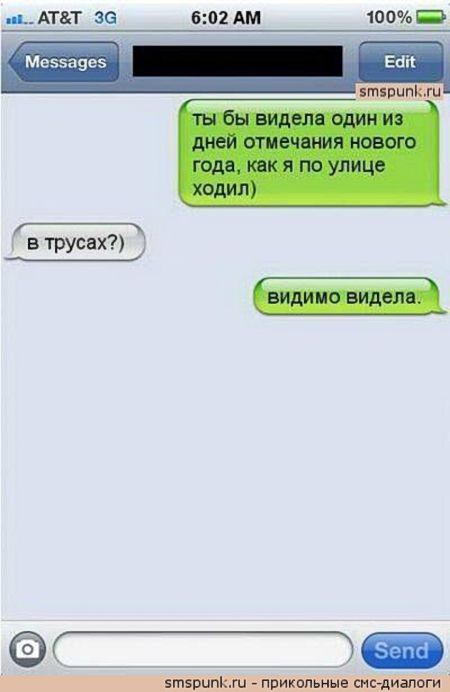 AT&T 3G 6:02 AM 100%
Messages Edit
smspunk.ru
ты бы видела один из
дней отмечания нового
года, как я по улице
ходил)
в трусах?)
видимо видела.
Send
smspunk.ru - прикольные смс-диалоги